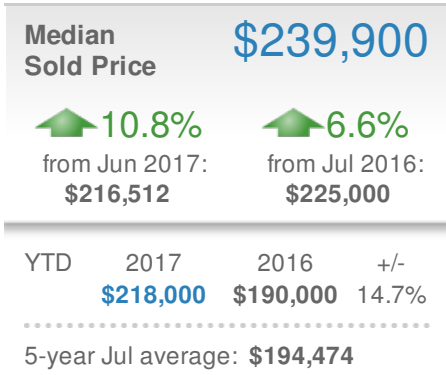 Median $239,900
Sold Price
10.8% 6.6%
from Jun 2017: from Jul 2016:
$216,512 $225,000
YTD 2017 2016 +/-
$218,000 $190,000 14.7%
5-year Jul average: $194,474